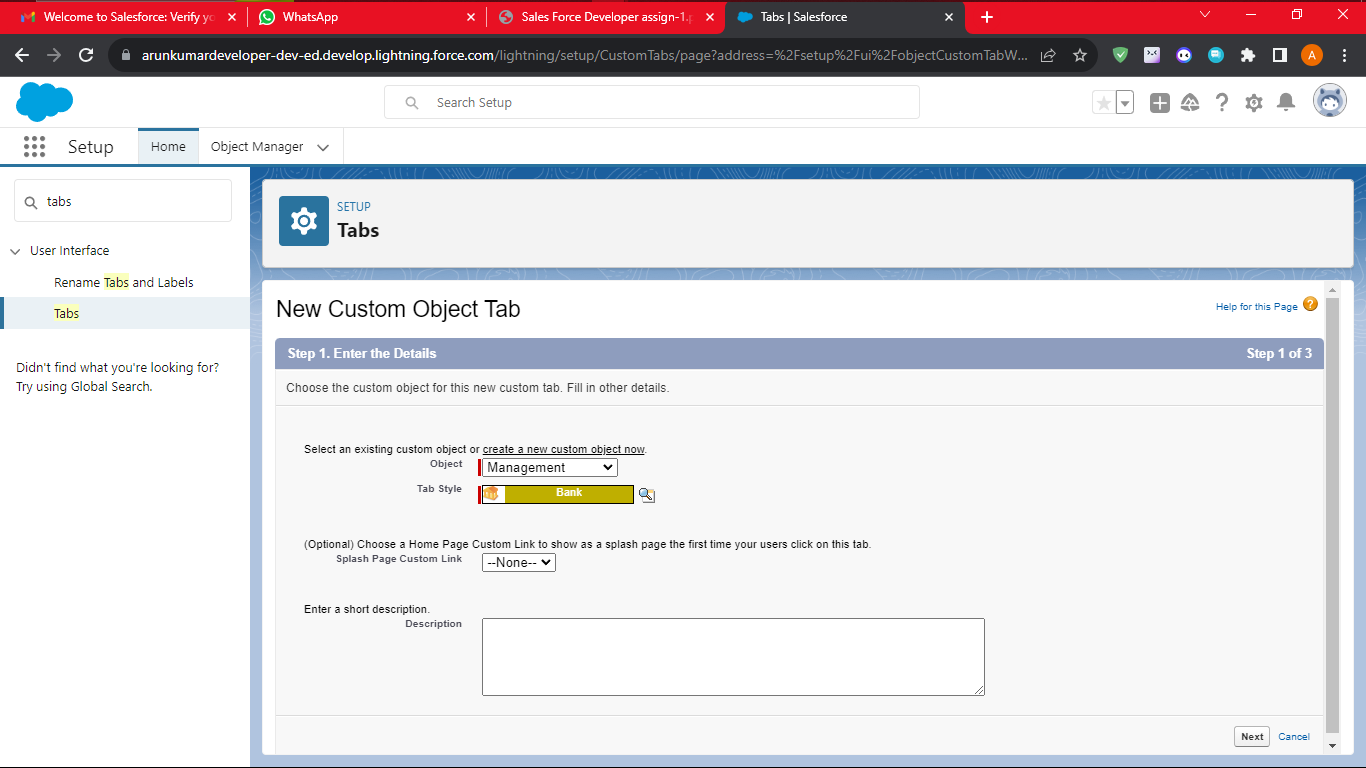 Welcome to Salesforce: Verify yo
WhatsApp
Sales Force Developer assign-1.p
Tabs | Salesforce
arunkumardeveloper-dev-ed.develop.lightning.force.com/lightning/setup/CustomTabs/page?address=%2Fsetup%2Fui%2FobjectCustomTabW...
A
Search Setup
Setup
Home
Object Manager
tabs
User Interface
Rename Tabs and Labels
Tabs
Didn't find what you're looking for?
Try using Global Search.
SETUP
Tabs
New Custom Object Tab
Help for this Page ?
Step 1. Enter the Details
Step 1 of 3
Choose the custom object for this new custom tab. Fill in other details.
Select an existing custom object or create a new custom object now.
Object
Management
Tab Style
Bank
(Optional) Choose a Home Page Custom Link to show as a splash page the first time your users click on this tab.
Splash Page Custom Link
--None--
Enter a short description.
Description
Next
Cancel